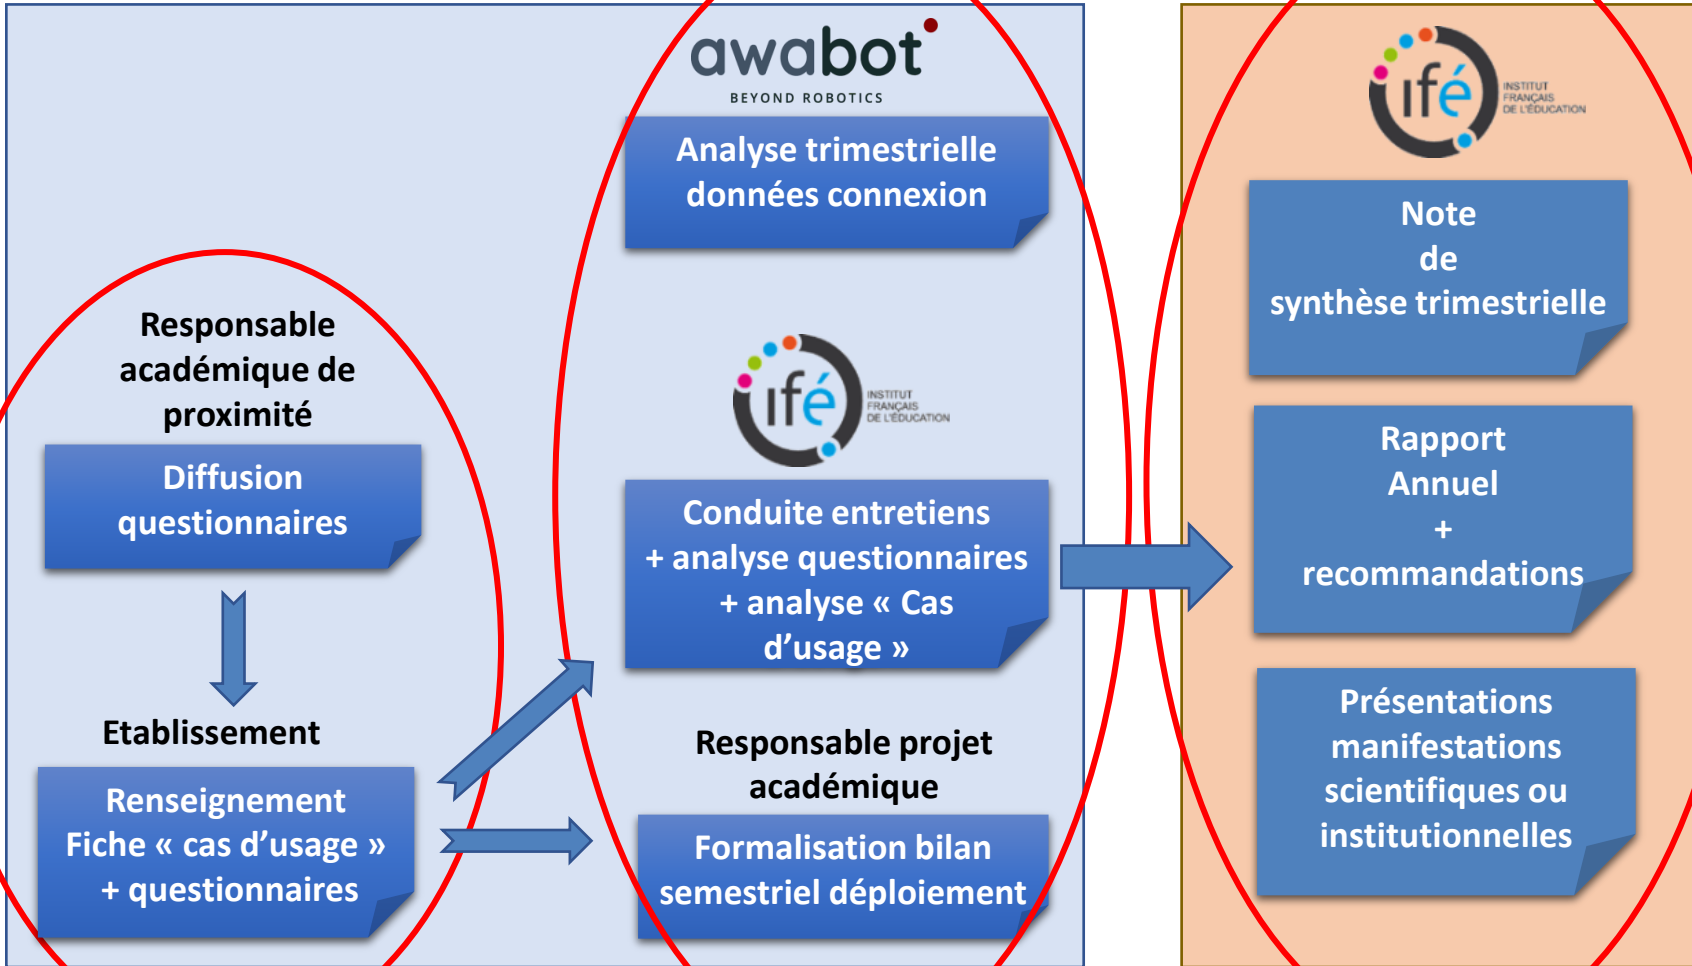 Responsable
académique de
proximité
Diffusion
questionnaires
Etablissement
Renseignement
Fiche « cas d’usage »
+ questionnaires
awabot
BEYOND ROBOTICS
Analyse trimestrielle
données connexion
ifé
INSTITUT
FRANÇAIS
DE L'ÉDUCATION
Conduite entretiens
+ analyse questionnaires
+ analyse « Cas
d’usage »
Responsable projet
académique
Formalisation bilan
semestriel déploiement
ifé
INSTITUT
FRANÇAIS
DE L'ÉDUCATION
Note
de
synthèse trimestrielle
Rapport
Annuel
+
recommandations
Présentations
manifestations
scientifiques ou
institutionnelles